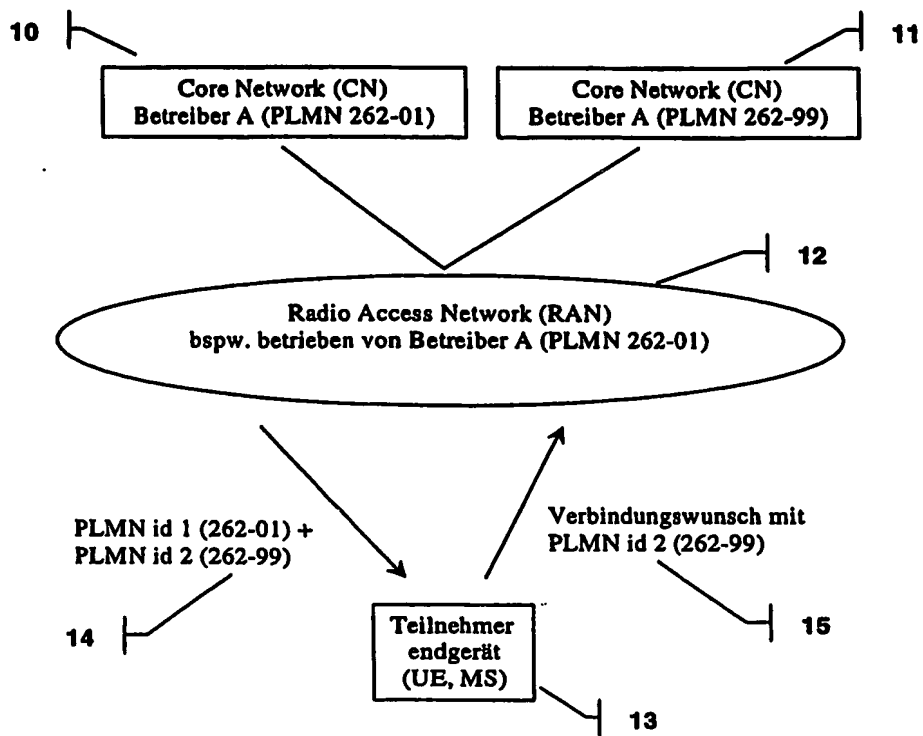 10
11
Core Network (CN)
Betreiber A (PLMN 262-01)
Core Network (CN)
Betreiber A (PLMN 262-99)
12
Radio Access Network (RAN)
bspw. betrieben von Betreiber A (PLMN 262-01)
PLMN id 1 (262-01) +
PLMN id 2 (262-99)
Verbindungswunsch mit
PLMN id 2 (262-99)
14
15
Teilnehmer
endgerät
(UE, MS)
13